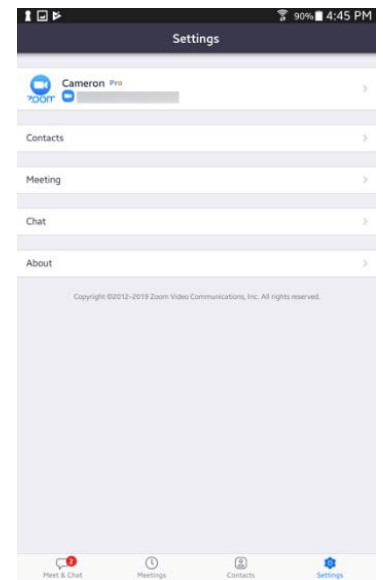 90% 4:45 PM
Settings
Cameron Pro
zoom
Contacts
Meeting
Chat
About
Copyright ©2012-2019 Zoom Video Communications, Inc. All rights reserved.
2
Meet & Chat Meetings Contacts Settings